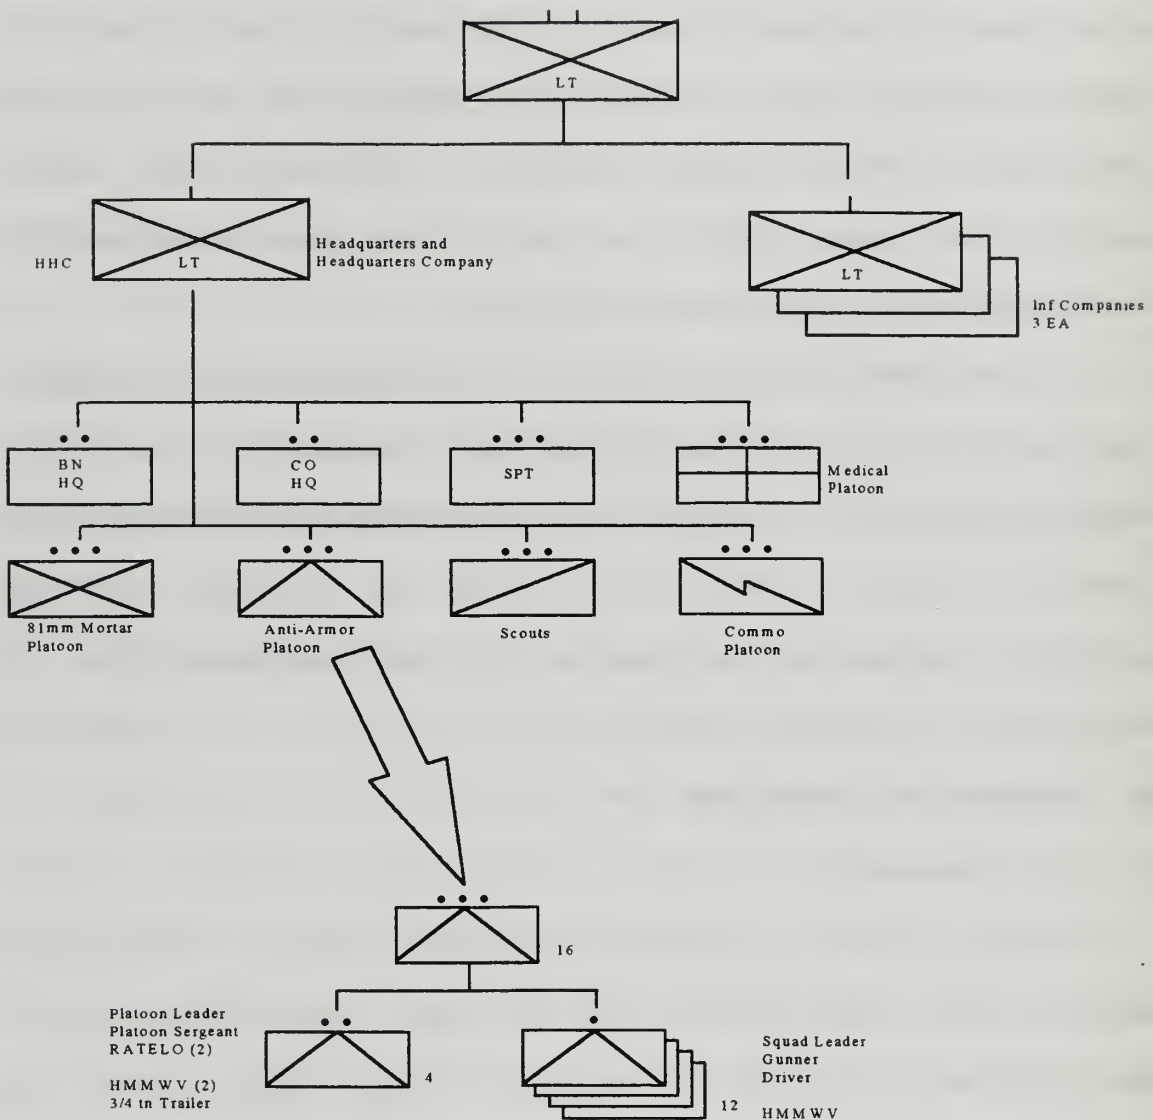 LT
HHC
LT
Headquarters and
Headquarters Company
LT
Inf Companies
3 EA
BN
HQ
CO
HQ
SPT
Medical
Platoon
81mm Mortar
Platoon
Anti-Armor
Platoon
Scouts
Commo
Platoon
16
Platoon Leader
Platoon Sergeant
RATELO (2)
HMMWV (2)
3/4 tn Trailer
4
Squad Leader
Gunner
Driver
12
HMMWV